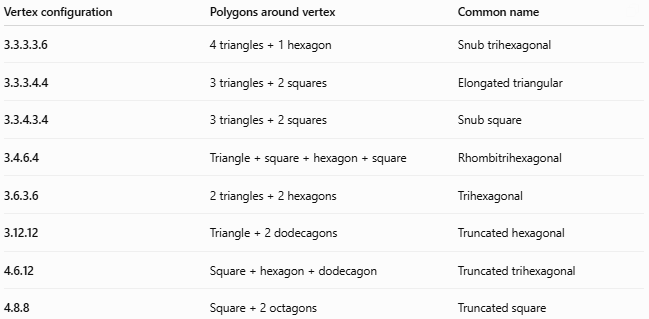 Vertex configuration Polygons around vertex Common name
3.3.3.3.6 4 triangles + 1 hexagon Snub trihexagonal
3.3.3.4.4 3 triangles + 2 squares Elongated triangular
3.3.4.3.4 3 triangles + 2 squares Snub square
3.4.6.4 Triangle + square + hexagon + square Rhombitrihexagonal
3.6.3.6 2 triangles + 2 hexagons Trihexagonal
3.12.12 Triangle + 2 dodecagons Truncated hexagonal
4.6.12 Square + hexagon + dodecagon Truncated trihexagonal
4.8.8 Square + 2 octagons Truncated square